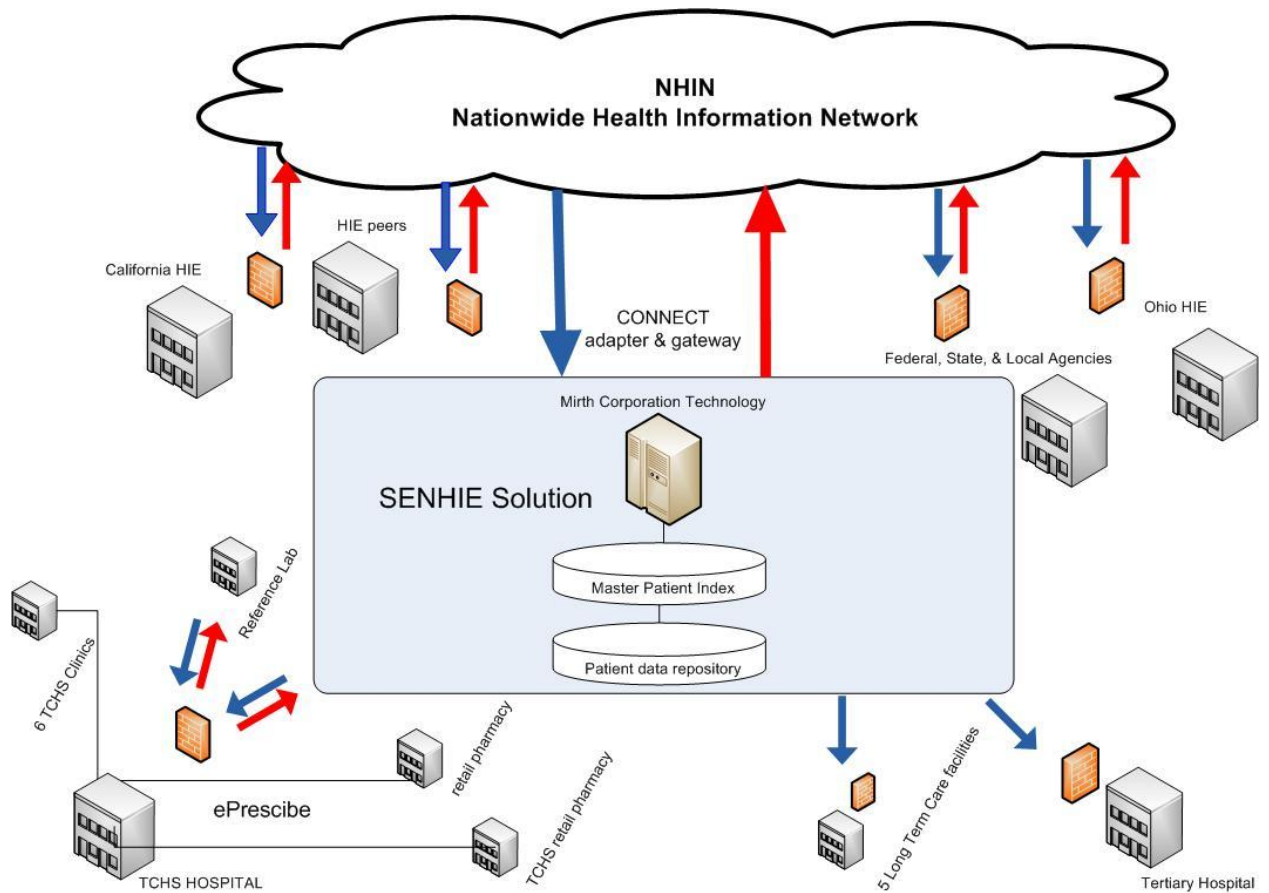 NHIN
Nationwide Health Information Network
HIE peers
California HIE
CONNECT
adapter & gateway
Ohio HIE
Federal, State, & Local Agencies
Mirth Corporation Technology
SENHIE Solution
Master Patient Index
Patient data repository
Reference Lab
6 TCHS Clinics
retail pharmacy
TCHS retail pharmacy
5 Long Term Care facilities
ePrescibe
TCHS HOSPITAL
Tertiary Hospital